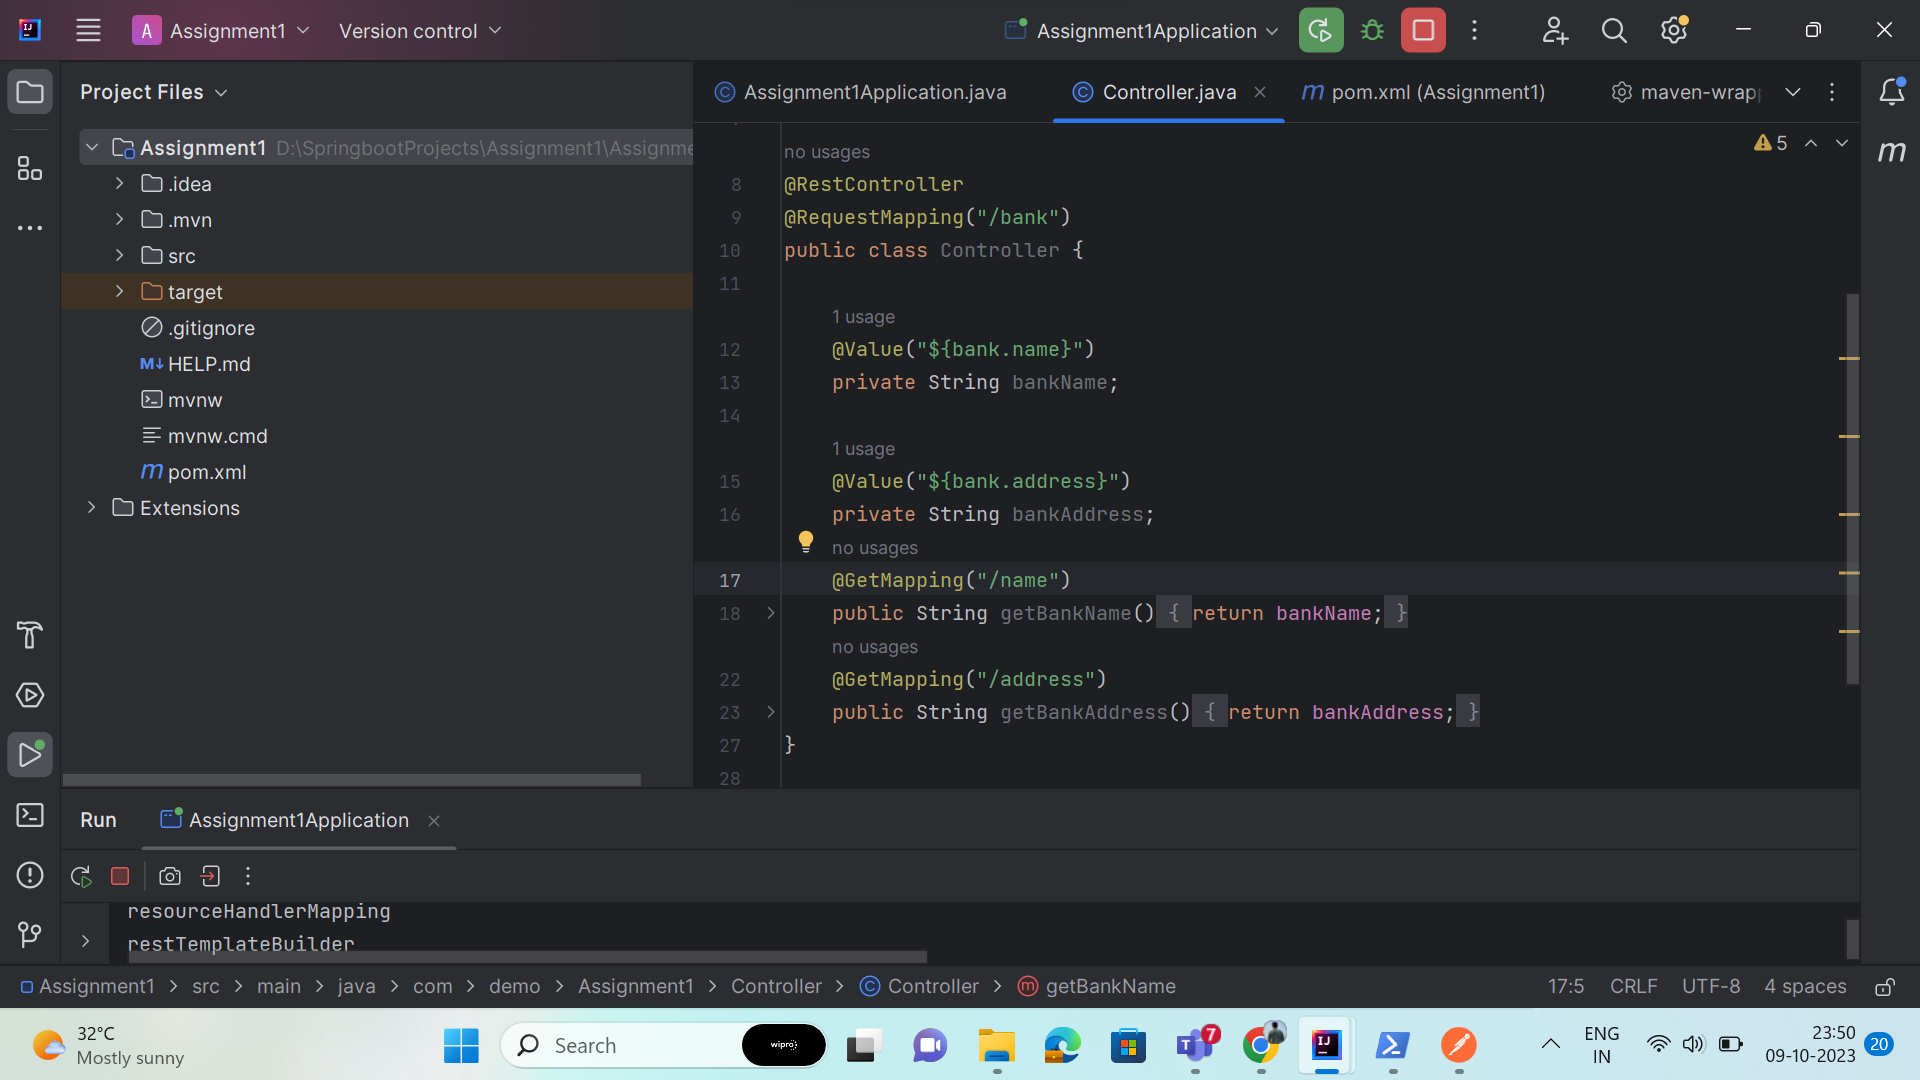 A Assignment1 Version control Assignment1Application
Project Files
Assignment1 D:\SpringbootProjects\Assignment1\Assignme
.idea
.mvn
src
target
.gitignore
M↓ HELP.md
mvnw
mvnw.cmd
m pom.xml
Extensions
Assignment1Application.java Controller.java m pom.xml (Assignment1) maven-wrap
5
m
no usages
8 @RestController
9 @RequestMapping("/bank")
10 public class Controller {
11
1 usage
12 @Value("${bank.name}")
13 private String bankName;
14
1 usage
15 @Value("${bank.address}")
16 private String bankAddress;
no usages
17 @GetMapping("/name")
18 public String getBankName() { return bankName; }
no usages
22 @GetMapping("/address")
23 public String getBankAddress() { return bankAddress; }
27 }
28
Run Assignment1Application
resourceHandlerMapping
restTemplateBuilder
Assignment1 > src > main > java > com > demo > Assignment1 > Controller > Controller > getBankName 17:5 CRLF UTF-8 4 spaces
32°C
Mostly sunny
Search
wipro
7
ENG
IN
23:50
09-10-2023
20